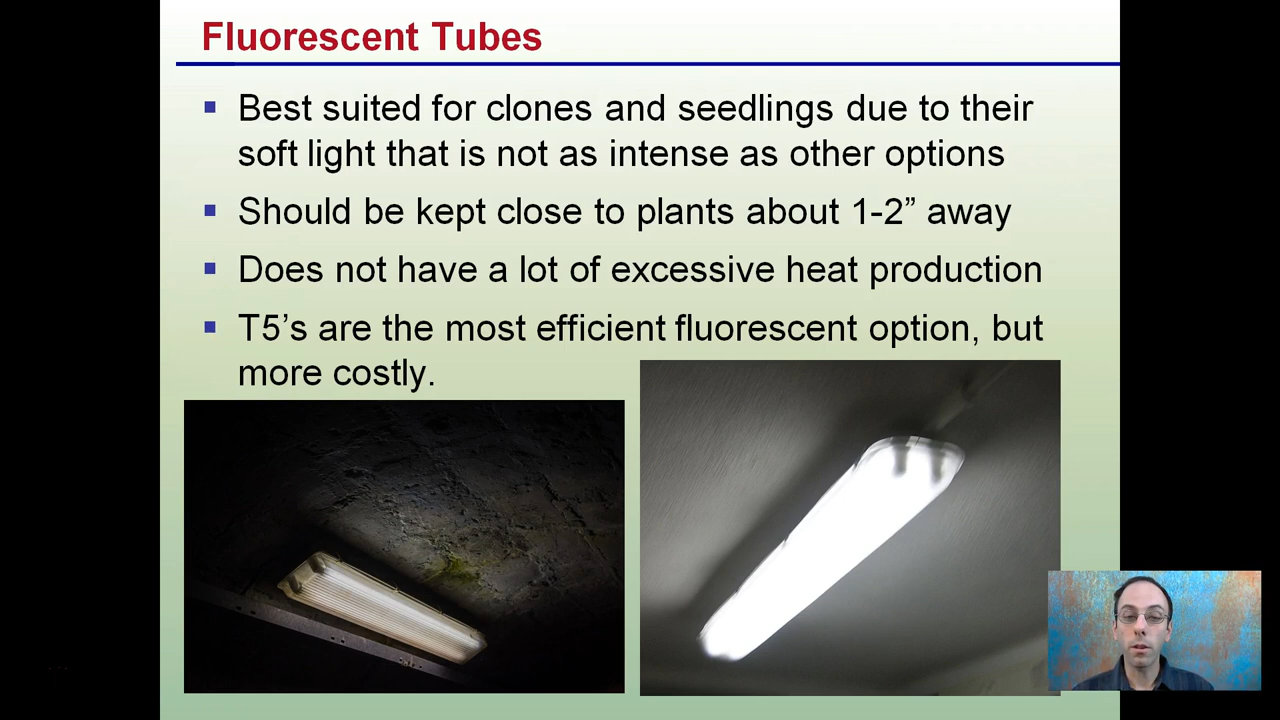 Fluorescent Tubes
Best suited for clones and seedlings due to their
soft light that is not as intense as other options
Should be kept close to plants about 1-2” away
Does not have a lot of excessive heat production
T5’s are the most efficient fluorescent option, but
more costly.